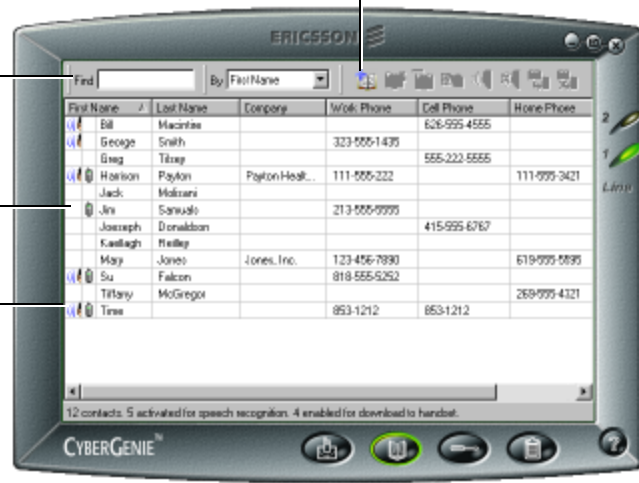 ERICSSON
Find By First Name
First Name / Last Name Company Work Phone Cell Phone Home Phone
Bill Macintire 626-555-4555
George Smith 323-555-1435
Greg 555-222-5555
Harrison Payton Payton Healt... 111-555-222 111-555-3421
Jack Molisani
Jim Samuals 213-555-5555
Joeseph Donaldson 415-555-6767
Kaellagh Reilley
Mary Jones Jones, Inc. 123-456-7890 619-555-5595
Su Falcon 818-555-5252
Tiffany McGregor 269-555-4321
Time 853-1212 853-1212
12 contacts. 5 activated for speech recognition. 4 enabled for download to handset.
2
1
Line
CYBERGENIE™
?